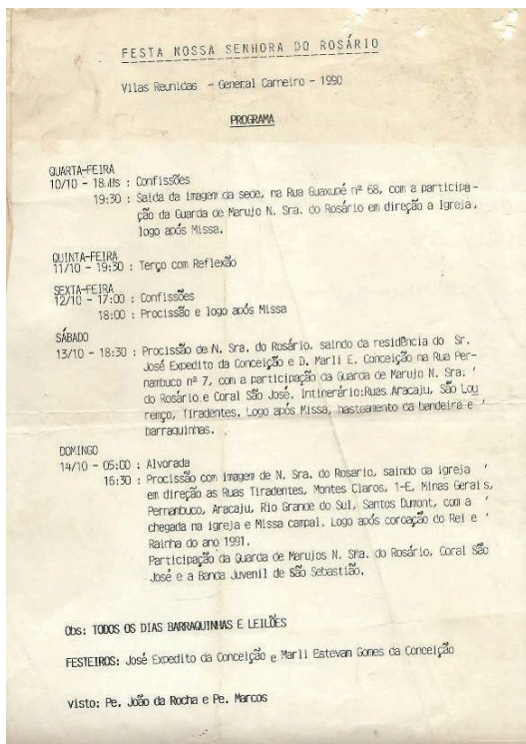 FESTA NOSSA SENHORA DO ROSÁRIO
Vilas Reunidas - General Carneiro - 1990
PROGRAMA
QUARTA-FEIRA
10/10 - 18:Hs : Confissões
19:30 : Saida da imagem da sede, na Rua Guaxupé nº 68, com a participa-
ção da Guarda de Marujo N. Sra. do Rosário em direção a Igreja,
logo após Missa.
QUINTA-FEIRA
11/10 - 19:30 : Terço com Reflexão
SEXTA-FEIRA
12/10 - 17:00 : Confissões
18:00 : Procissão e logo após Missa
SÁBADO
13/10 - 18:30 : Procissão de N. Sra. do Rosário, saindo da residência do Sr.
José Expedito da Conceição e D. Marli E. Conceição na Rua Per-
nambuco nº 7, com a participação da Guarda de Marujo N. Sra. '
do Rosário e Coral São José. Intinerário:Ruas Aracaju, São Lou
renço, Tiradentes. Logo após Missa, hasteamento da bandeira e '
barraquinhas.
DOMINGO
14/10 - 05:00 : Alvorada
16:30 : Procissão com imagem de N. Sra. do Rosario, saindo da igreja '
em direção as Ruas Tiradentes, Montes Claros, 1-E, Minas Gerais,
Pernambuco, Aracaju, Rio Grande do Sul, Santos Dumont, com a '
chegada na igreja e Missa campal. Logo após coroação do Rei e '
Rainha do ano 1991.
Participação da Guarda de Marujos N. SRa. do Rosário, Coral São
José e a Banda Juvenil de São Sebastião.
Obs: TODOS OS DIAS BARRAQUINHAS E LEILÕES
FESTEIROS: José Expedito da Conceição e Marli Estevan Gomes da Conceição
visto: Pe. João da Rocha e Pe. Marcos